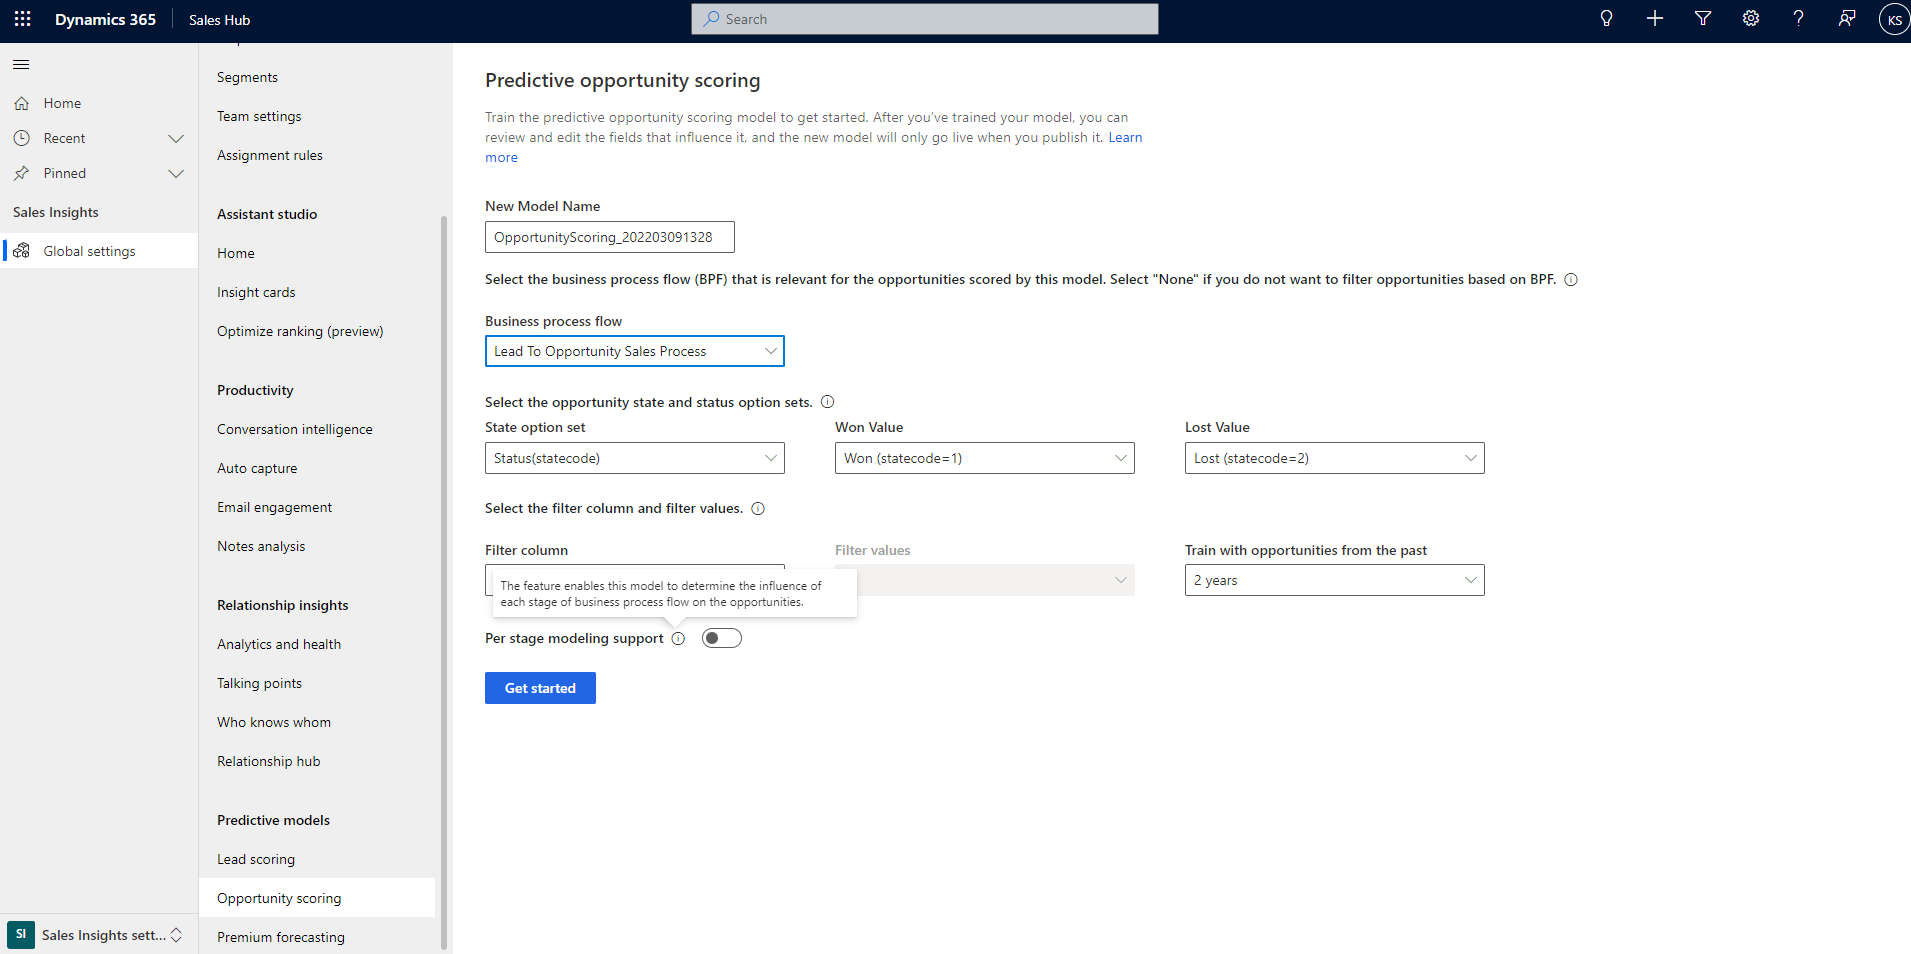 Dynamics 365
Sales Hub
Search
KS
Home
Recent
Pinned
Sales Insights
Global settings
SI
Sales Insights sett...
Segments
Team settings
Assignment rules
Assistant studio
Home
Insight cards
Optimize ranking (preview)
Productivity
Conversation intelligence
Auto capture
Email engagement
Notes analysis
Relationship insights
Analytics and health
Talking points
Who knows whom
Relationship hub
Predictive models
Lead scoring
Opportunity scoring
Premium forecasting
Predictive opportunity scoring
Train the predictive opportunity scoring model to get started. After you've trained your model, you can
review and edit the fields that influence it, and the new model will only go live when you publish it. Learn
more
New Model Name
OpportunityScoring_202203091328
Select the business process flow (BPF) that is relevant for the opportunities scored by this model. Select "None" if you do not want to filter opportunities based on BPF.
Business process flow
Lead To Opportunity Sales Process
Select the opportunity state and status option sets.
State option set
Won Value
Lost Value
Status(statecode)
Won (statecode=1)
Lost (statecode=2)
Select the filter column and filter values.
Filter column
Filter values
Train with opportunities from the past
2 years
The feature enables this model to determine the influence of
each stage of business process flow on the opportunities.
Per stage modeling support
Get started